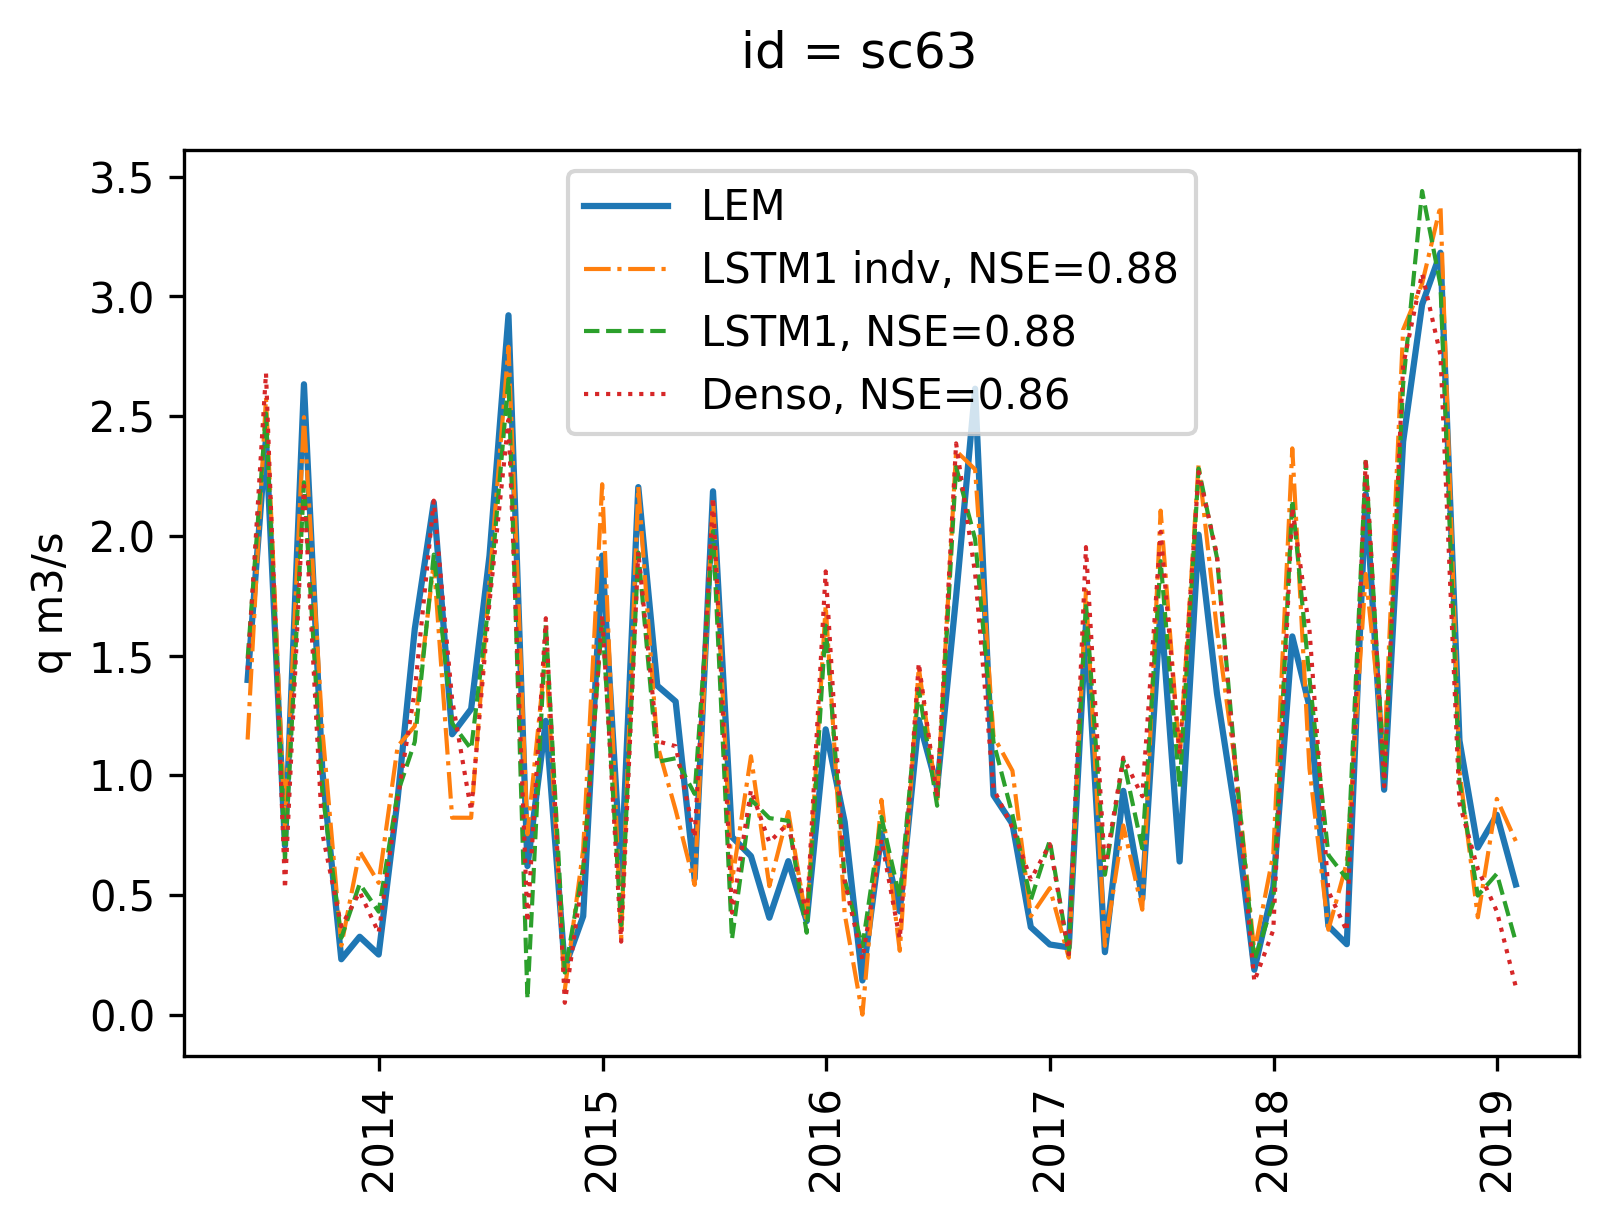 id = sc63
LEM
LSTM1 indv, NSE=0.88
LSTM1, NSE=0.88
Denso, NSE=0.86
q m3/s
3.5
3.0
2.5
2.0
1.5
1.0
0.5
0.0
2014
2015
2016
2017
2018
2019